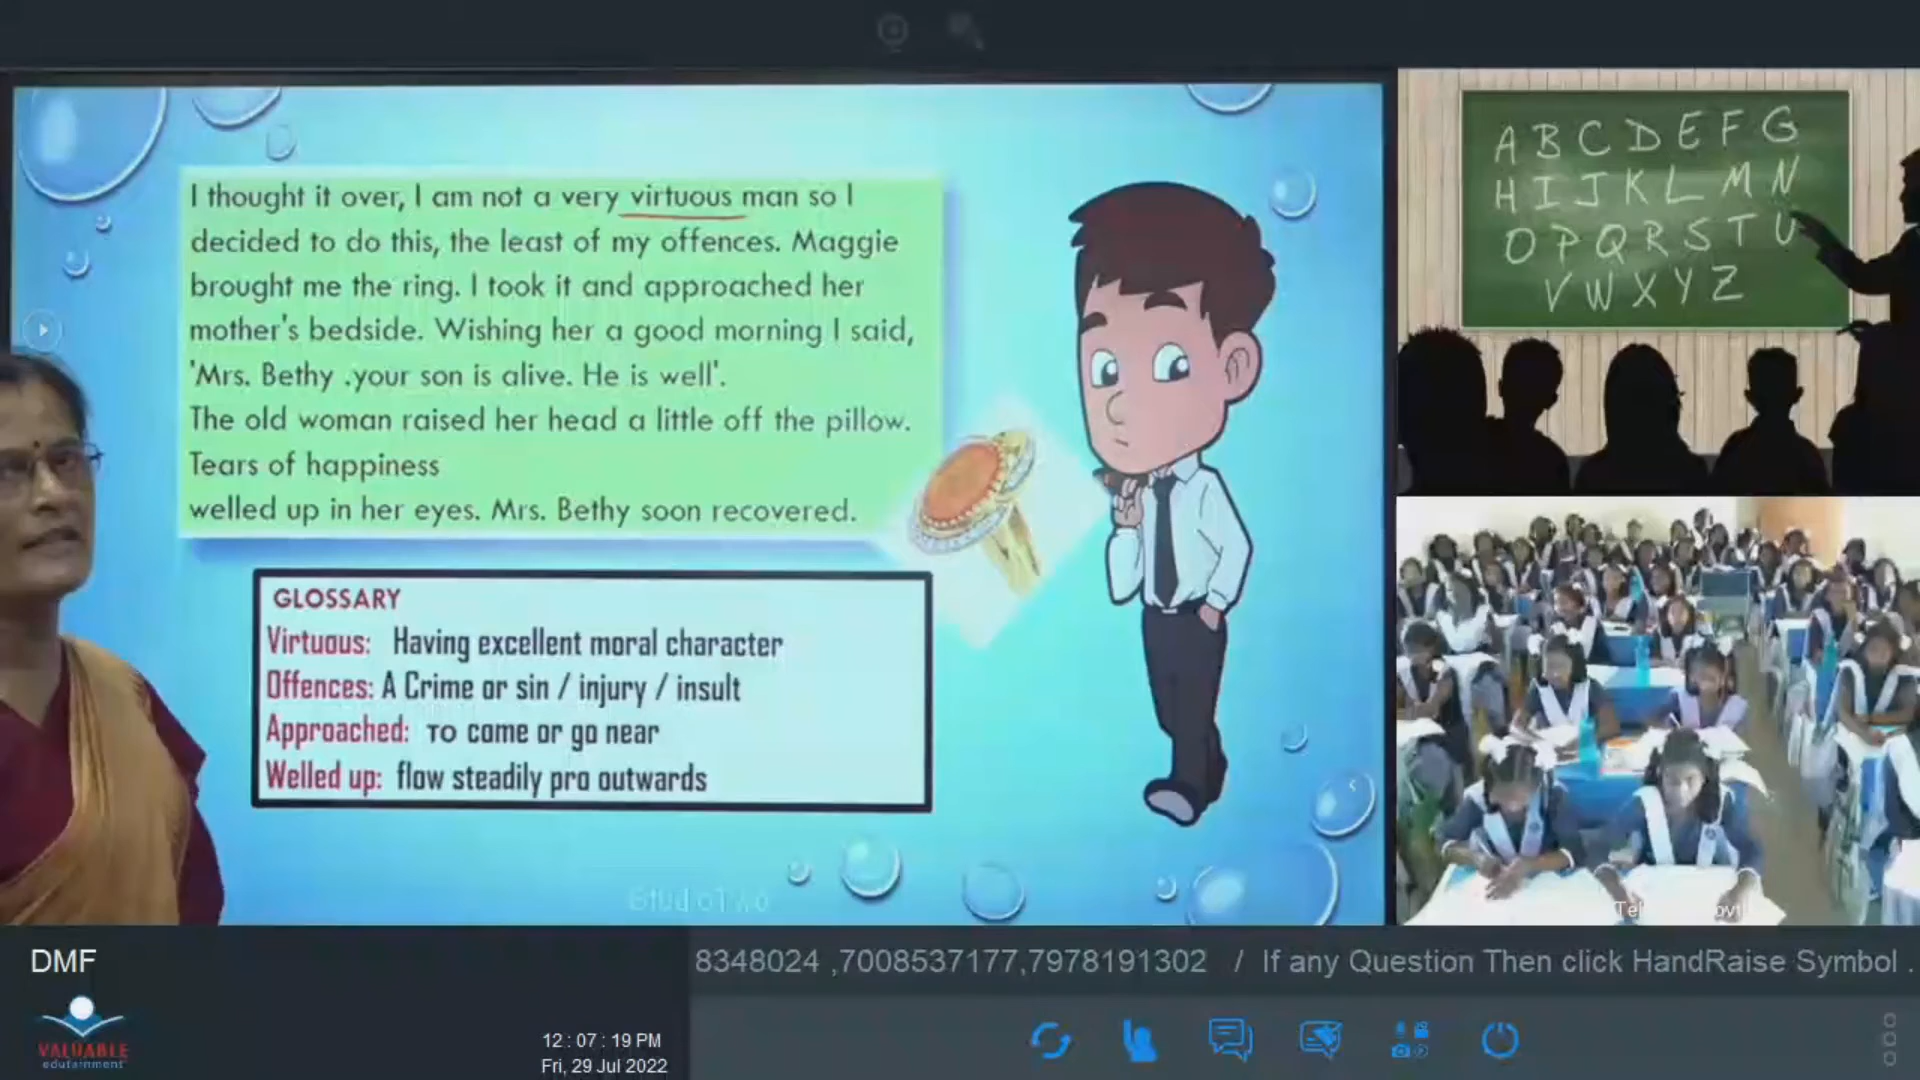 I thought it over, I am not a very virtuous man so I
decided to do this, the least of my offences. Maggie
brought me the ring. I took it and approached her
mother's bedside. Wishing her a good morning I said,
'Mrs. Bethy .your son is alive. He is well'.
The old woman raised her head a little off the pillow.
Tears of happiness
welled up in her eyes. Mrs. Bethy soon recovered.
GLOSSARY
Virtuous: Having excellent moral character
Offences: A Crime or sin / injury / insult
Approached: To come or go near
Welled up: flow steadily pro outwards
A B C D E F G
H I J K L M N
O P Q R S T U
V W X Y Z
DMF
8348024 ,7008537177,7978191302 / If any Question Then click HandRaise Symbol .
VALUABLE
edutainment
12 : 07 : 19 PM
Fri, 29 Jul 2022